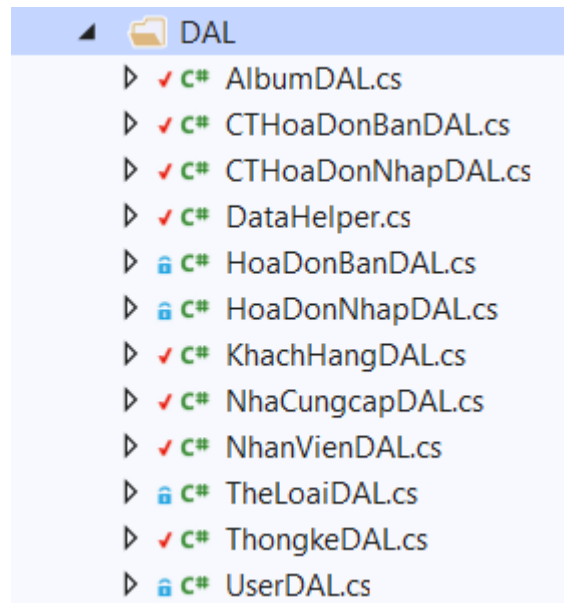 DAL
C# AlbumDAL.cs
C# CTHoaDonBanDAL.cs
C# CTHoaDonNhapDAL.cs
C# DataHelper.cs
C# HoaDonBanDAL.cs
C# HoaDonNhapDAL.cs
C# KhachHangDAL.cs
C# NhaCungcapDAL.cs
C# NhanVienDAL.cs
C# TheLoaiDAL.cs
C# ThongkeDAL.cs
C# UserDAL.cs